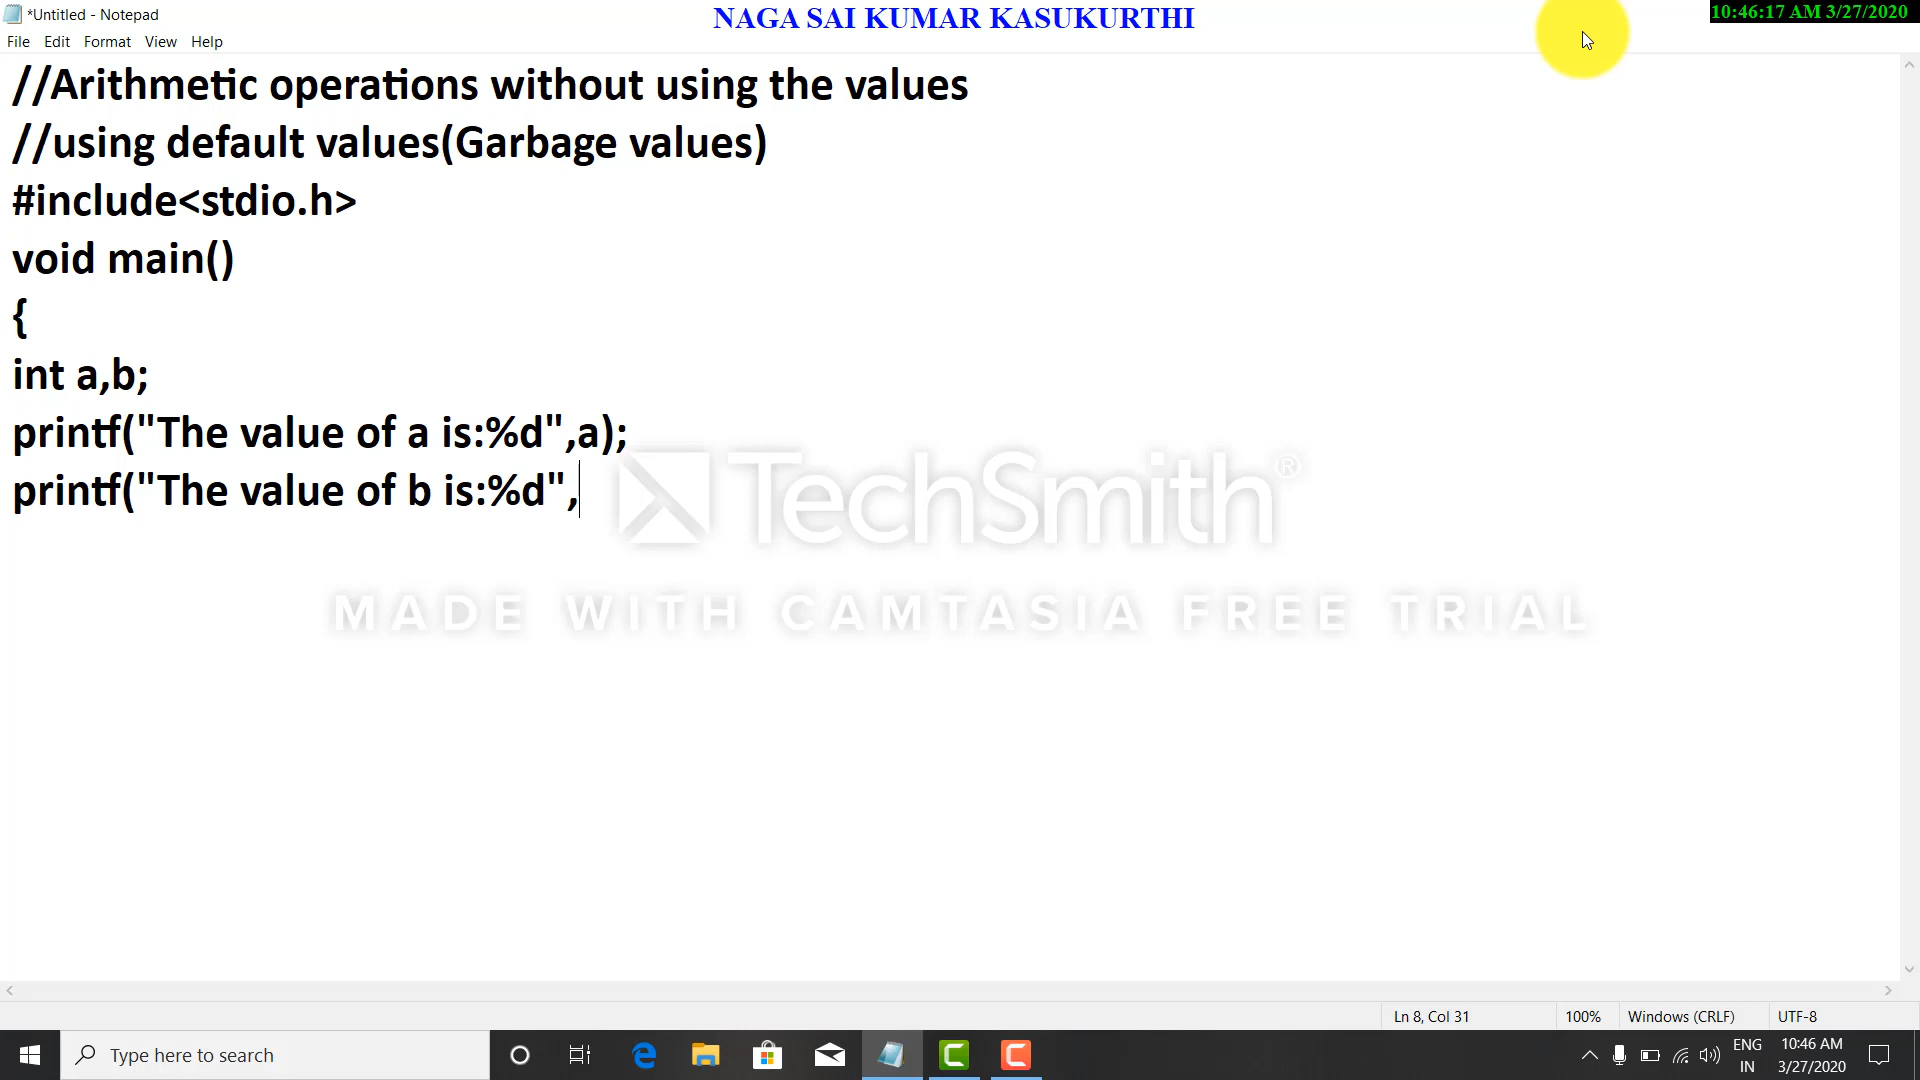 *Untitled - Notepad
NAGA SAI KUMAR KASUKURTHI
10:46:17 AM 3/27/2020
File Edit Format View Help
//Arithmetic operations without using the values
//using default values(Garbage values)
#include<stdio.h>
void main()
{
int a,b;
printf("The value of a is:%d",a);
printf("The value of b is:%d",
TechSmith®
MADE WITH CAMTASIA FREE TRIAL
Ln 8, Col 31
100%
Windows (CRLF)
UTF-8
Type here to search
ENG
IN
10:46 AM
3/27/2020